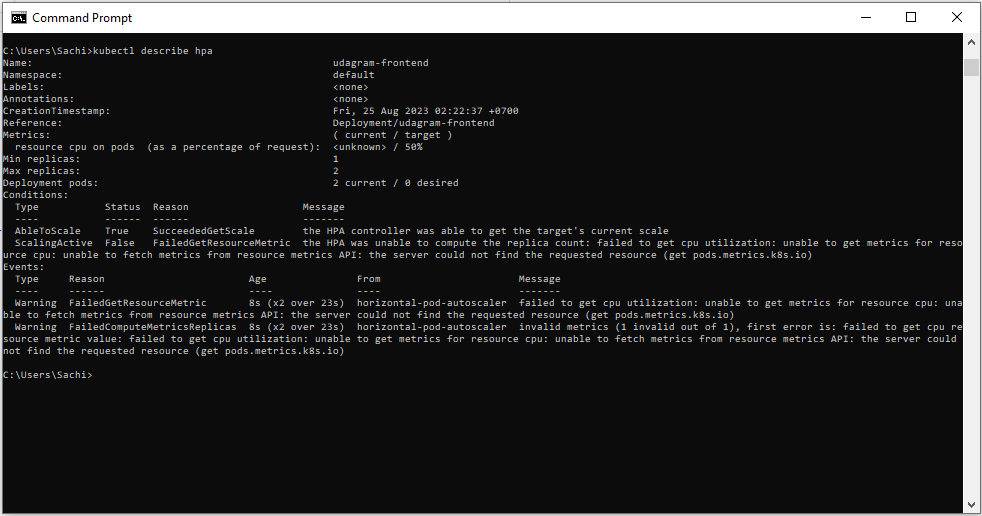 Command Prompt
C:\Users\Sachi>kubectl describe hpa
Name:                                                  udagram-frontend
Namespace:                                             default
Labels:                                                <none>
Annotations:                                           <none>
CreationTimestamp:                                     Fri, 25 Aug 2023 02:22:37 +0700
Reference:                                             Deployment/udagram-frontend
Metrics:                                               ( current / target )
  resource cpu on pods  (as a percentage of request):  <unknown> / 50%
Min replicas:                                          1
Max replicas:                                          2
Deployment pods:                                       2 current / 0 desired
Conditions:
  Type           Status  Reason                   Message
  ----           ------  ------                   -------
  AbleToScale    True    SucceededGetScale        the HPA controller was able to get the target's current scale
  ScalingActive  False   FailedGetResourceMetric  the HPA was unable to compute the replica count: failed to get cpu utilization: unable to get metrics for reso
urce cpu: unable to fetch metrics from resource metrics API: the server could not find the requested resource (get pods.metrics.k8s.io)
Events:
  Type     Reason                        Age               From                       Message
  ----     ------                        ----              ----                       -------
  Warning  FailedGetResourceMetric       8s (x2 over 23s)  horizontal-pod-autoscaler  failed to get cpu utilization: unable to get metrics for resource cpu: una
ble to fetch metrics from resource metrics API: the server could not find the requested resource (get pods.metrics.k8s.io)
  Warning  FailedComputeMetricsReplicas  8s (x2 over 23s)  horizontal-pod-autoscaler  invalid metrics (1 invalid out of 1), first error is: failed to get cpu re
source metric value: failed to get cpu utilization: unable to get metrics for resource cpu: unable to fetch metrics from resource metrics API: the server could
not find the requested resource (get pods.metrics.k8s.io)
C:\Users\Sachi>